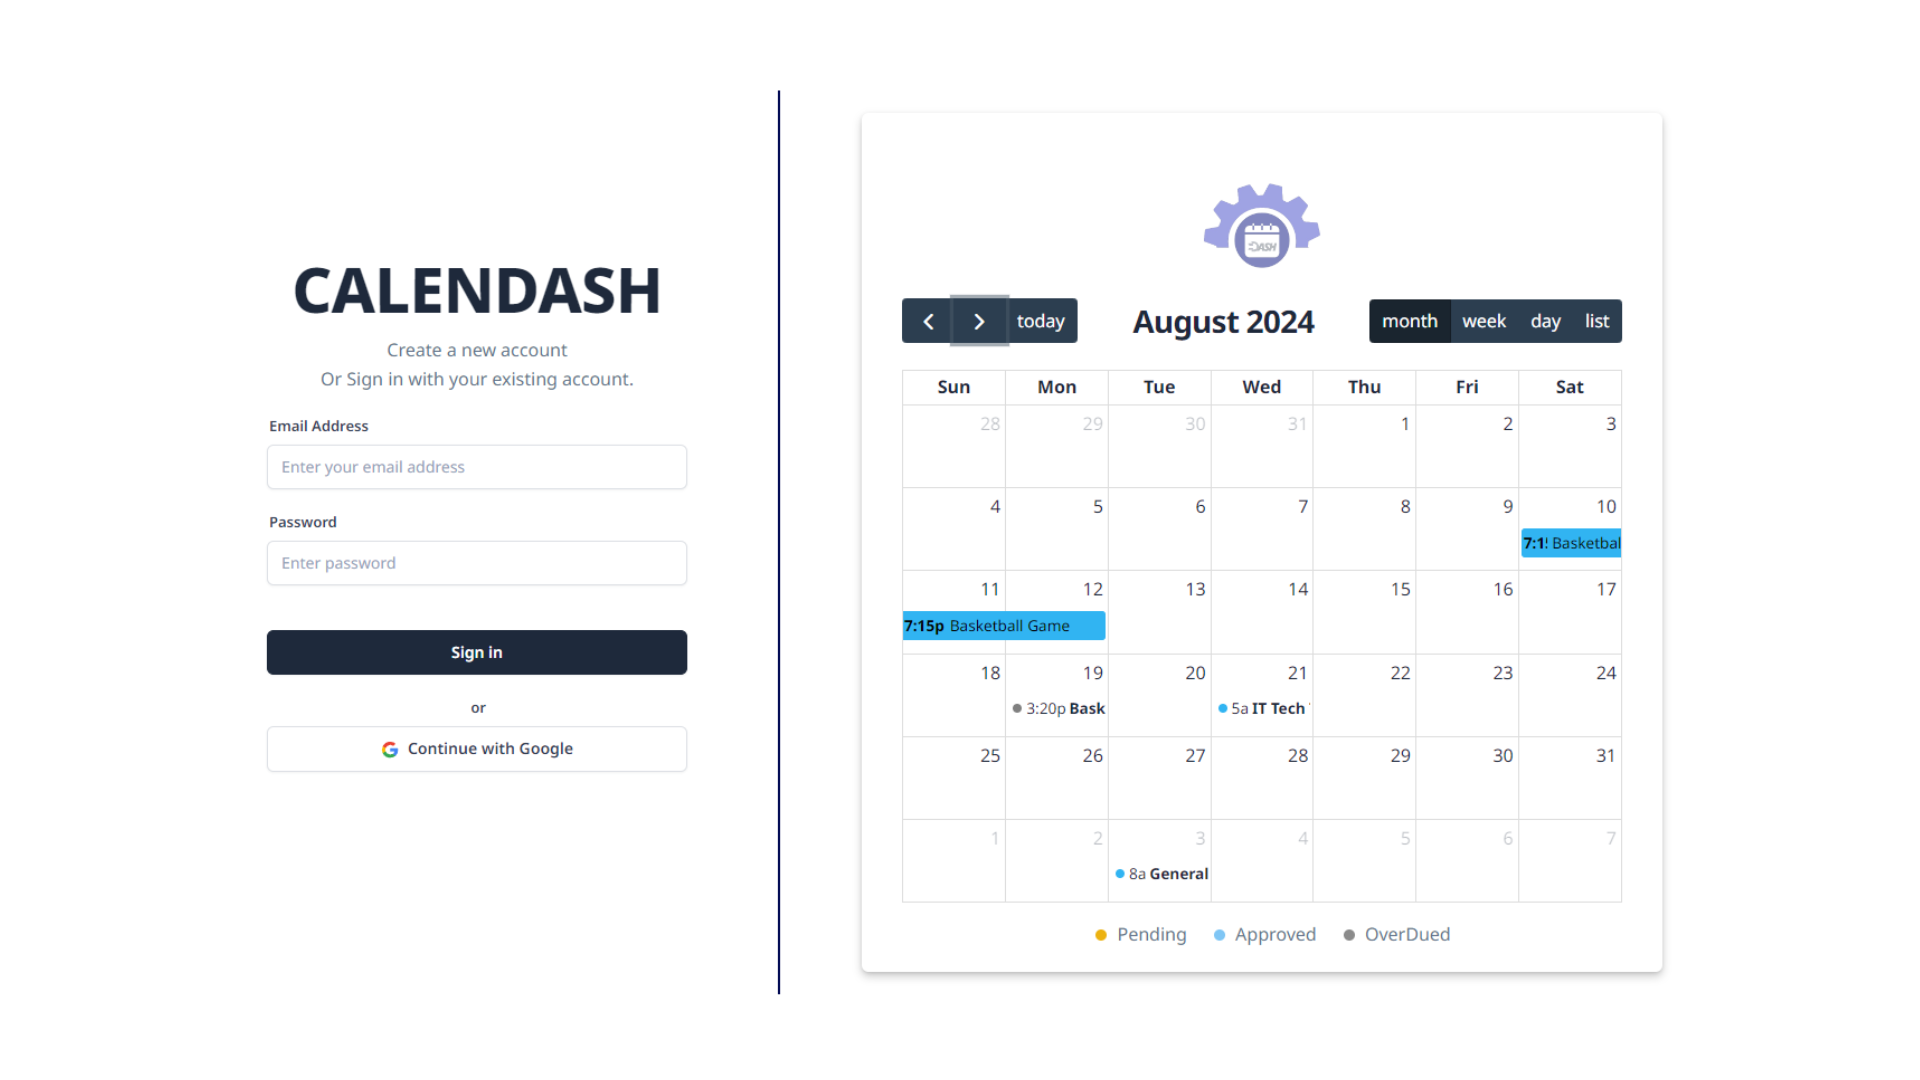 CALENDASH
Create a new account
Or Sign in with your existing account.
Email Address
Enter your email address
Password
Enter password
Sign in
or
Continue with Google
DASH
today
August 2024
month week day list
Sun Mon Tue Wed Thu Fri Sat
28 29 30 31 1 2 3
4 5 6 7 8 9 10
7:1 Basketbal
11 12 13 14 15 16 17
7:15p Basketball Game
18 19 20 21 22 23 24
3:20p Bask 5a IT Tech
25 26 27 28 29 30 31
1 2 3 4 5 6 7
8a General
Pending Approved OverDued